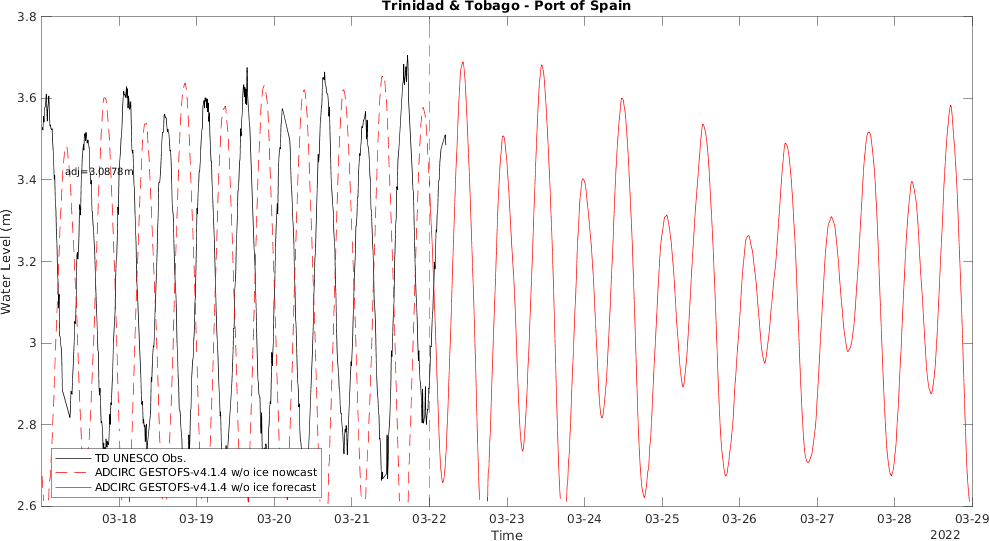 Trinidad & Tobago - Port of Spain
3.8
3.6
3.4
3.2
3
2.8
2.6
Water Level (m)
adj=3.0878m
TD UNESCO Obs.
ADCIRC GESTOFS-v4.1.4 w/o ice nowcast
ADCIRC GESTOFS-v4.1.4 w/o ice forecast
03-18 03-19 03-20 03-21 03-22 03-23 03-24 03-25 03-26 03-27 03-28 03-29
Time
2022